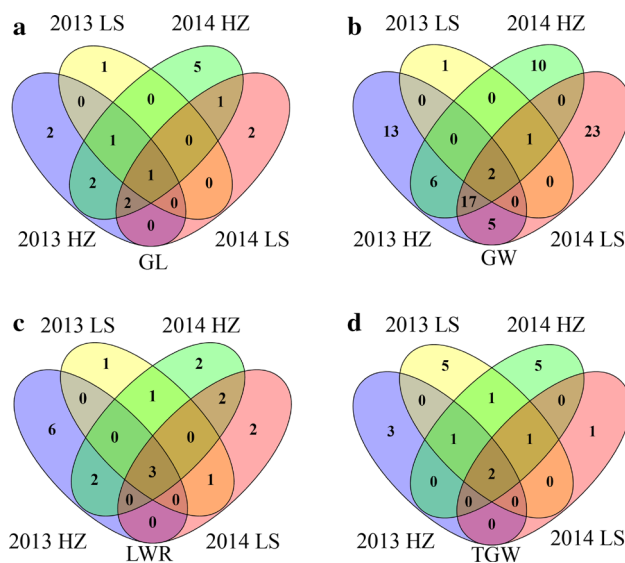 a
2013 LS 2014 HZ
1 5
0 0 1
2 1 0 2
1
2 0
2 0
0
2013 HZ 2014 LS
GL
b
2013 LS 2014 HZ
1 10
0 0 0
13 0 1 23
2
6 0
17 0
5
2013 HZ 2014 LS
GW
c
2013 LS 2014 HZ
1 2
0 1 2
6 0 0 2
3
2 1
0 0
0
2013 HZ 2014 LS
LWR
d
2013 LS 2014 HZ
5 5
0 1 0
3 1 1 1
2
0 0
0 0
0
2013 HZ 2014 LS
TGW